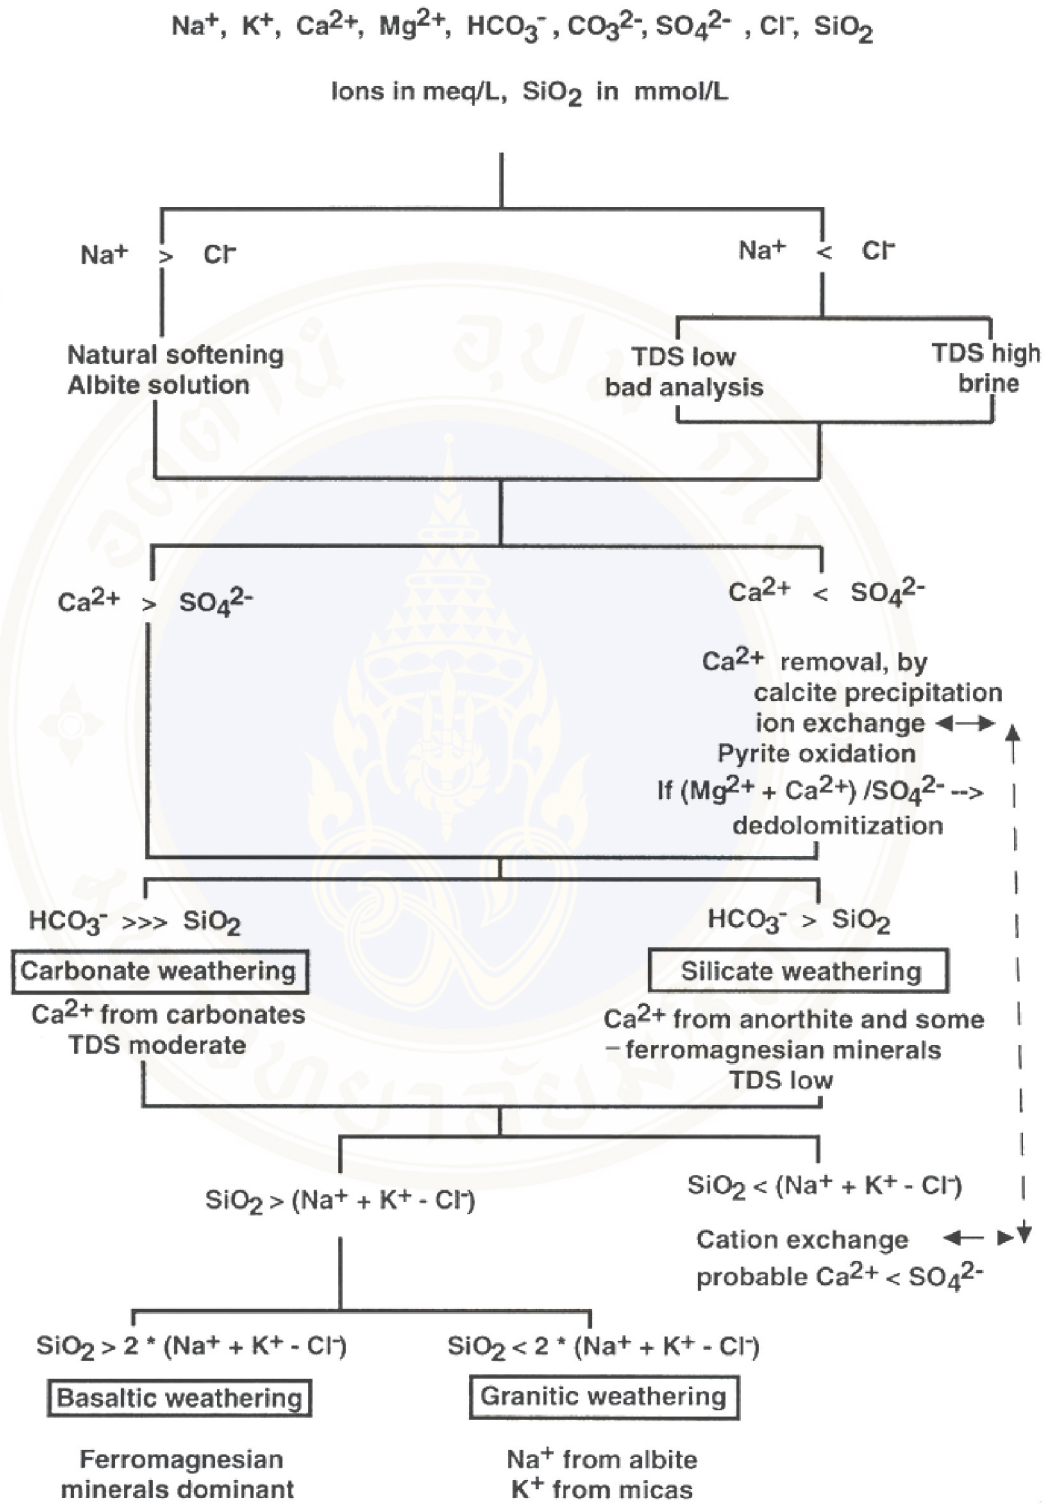 Na⁺, K⁺, Ca²⁺, Mg²⁺, HCO₃⁻, CO₃²⁻, SO₄²⁻, Cl⁻, SiO₂
Ions in meq/L, SiO₂ in mmol/L
Na⁺ > Cl⁻
Na⁺ < Cl⁻
Natural softening
Albite solution
TDS low
bad analysis
TDS high
brine
Ca²⁺ > SO₄²⁻
Ca²⁺ < SO₄²⁻
Ca²⁺ removal, by
calcite precipitation
ion exchange
Pyrite oxidation
If (Mg²⁺ + Ca²⁺) /SO₄²⁻ -->
dedolomitization
HCO₃⁻ >>> SiO₂
Carbonate weathering
Ca²⁺ from carbonates
TDS moderate
HCO₃⁻ > SiO₂
Silicate weathering
Ca²⁺ from anorthite and some
– ferromagnesian minerals
TDS low
SiO₂ > (Na⁺ + K⁺ - Cl⁻)
SiO₂ < (Na⁺ + K⁺ - Cl⁻)
Cation exchange
probable Ca²⁺ < SO₄²⁻
SiO₂ > 2 * (Na⁺ + K⁺ - Cl⁻)
Basaltic weathering
Ferromagnesian
minerals dominant
SiO₂ < 2 * (Na⁺ + K⁺ - Cl⁻)
Granitic weathering
Na⁺ from albite
K⁺ from micas